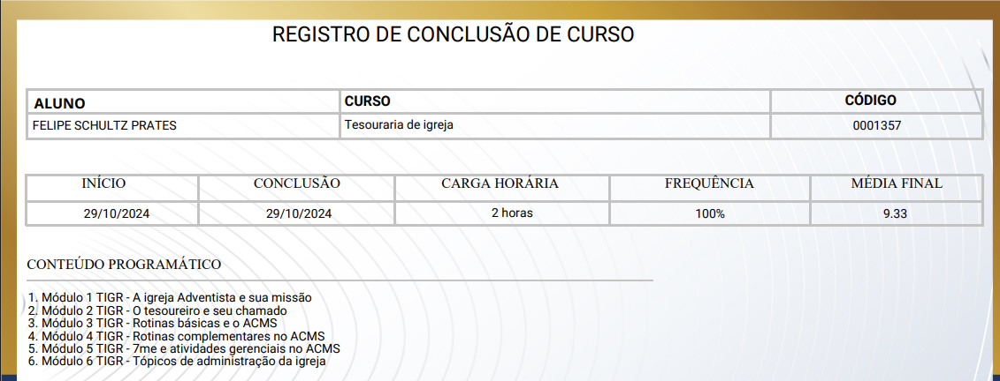 REGISTRO DE CONCLUSÃO DE CURSO
ALUNO CURSO CÓDIGO
FELIPE SCHULTZ PRATES Tesouraria de igreja 0001357
INÍCIO CONCLUSÃO CARGA HORÁRIA FREQUÊNCIA MÉDIA FINAL
29/10/2024 29/10/2024 2 horas 100% 9.33
CONTEÚDO PROGRAMÁTICO
1. Módulo 1 TIGR - A igreja Adventista e sua missão
2. Módulo 2 TIGR - O tesoureiro e seu chamado
3. Módulo 3 TIGR - Rotinas básicas e o ACMS
4. Módulo 4 TIGR - Rotinas complementares no ACMS
5. Módulo 5 TIGR - 7me e atividades gerenciais no ACMS
6. Módulo 6 TIGR - Tópicos de administração da igreja